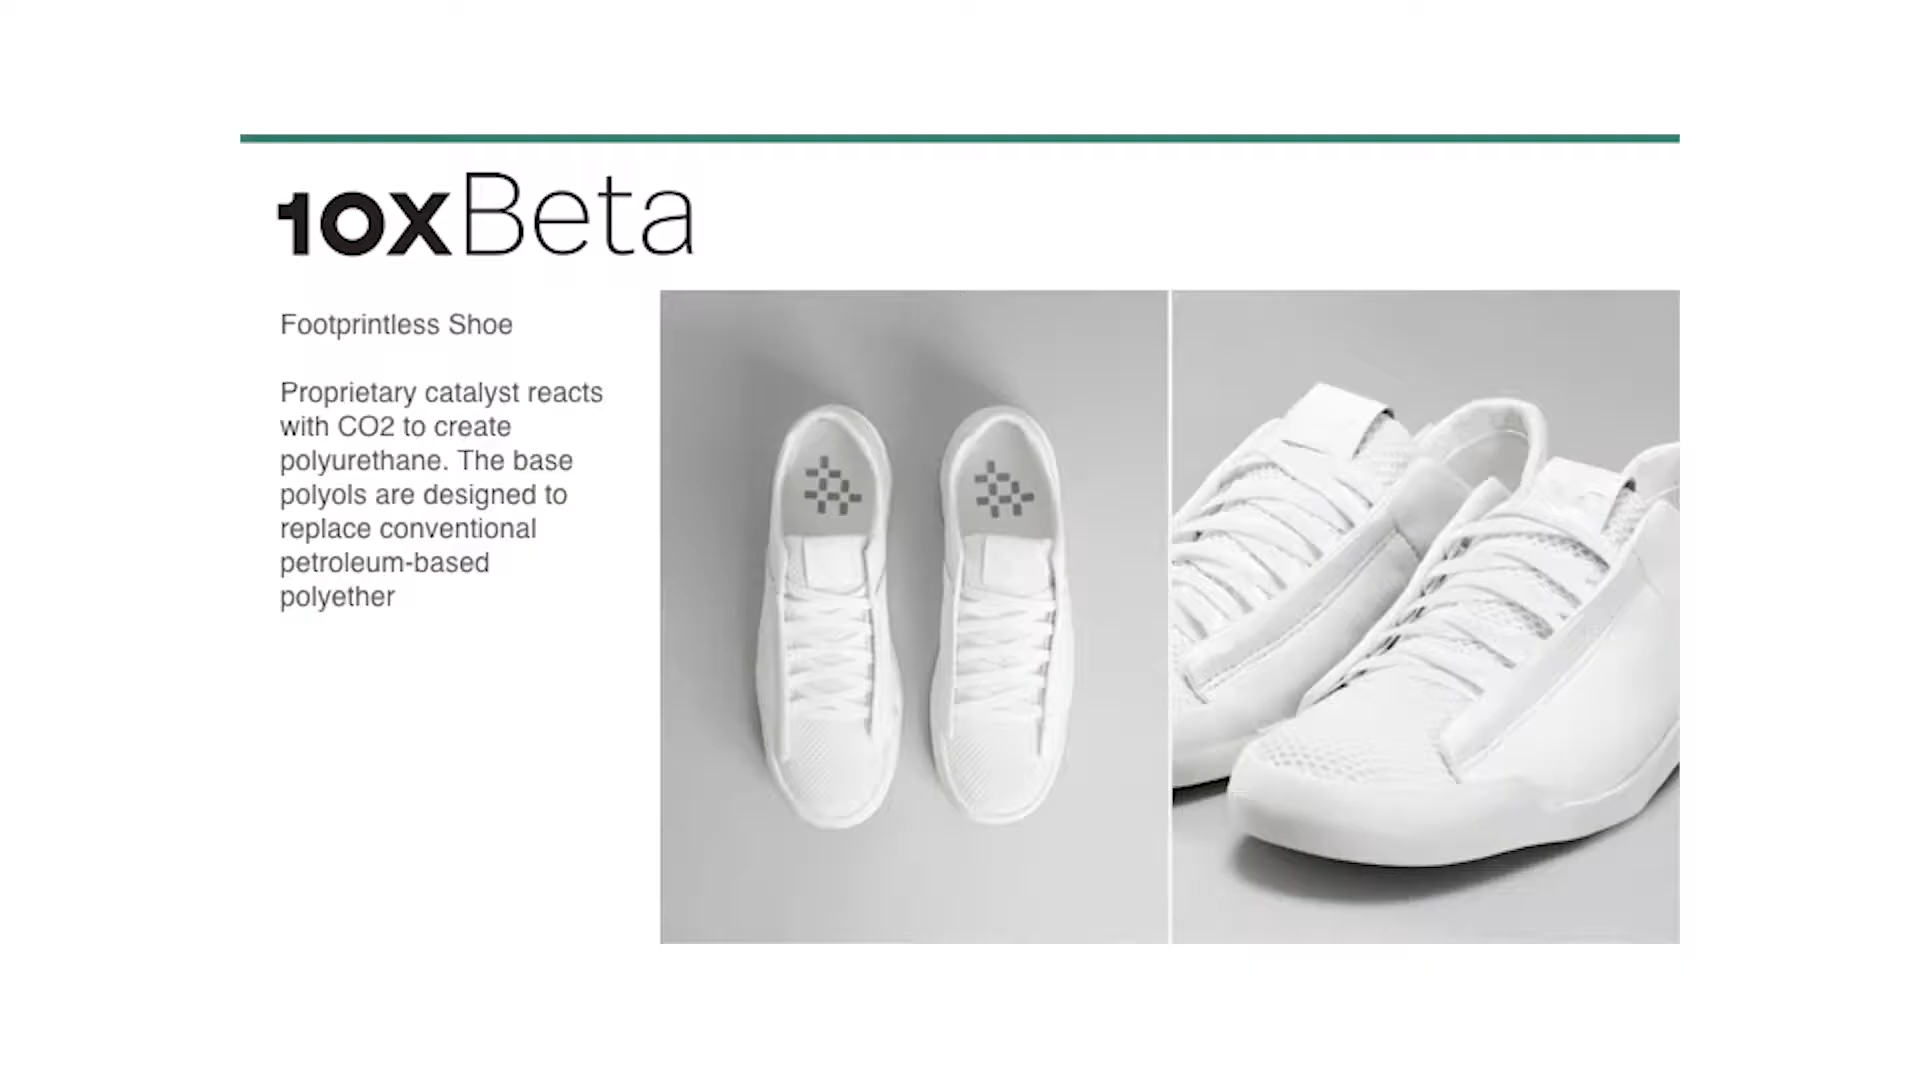 10xBeta
Footprintless Shoe
Proprietary catalyst reacts
with CO2 to create
polyurethane. The base
polyols are designed to
replace conventional
petroleum-based
polyether